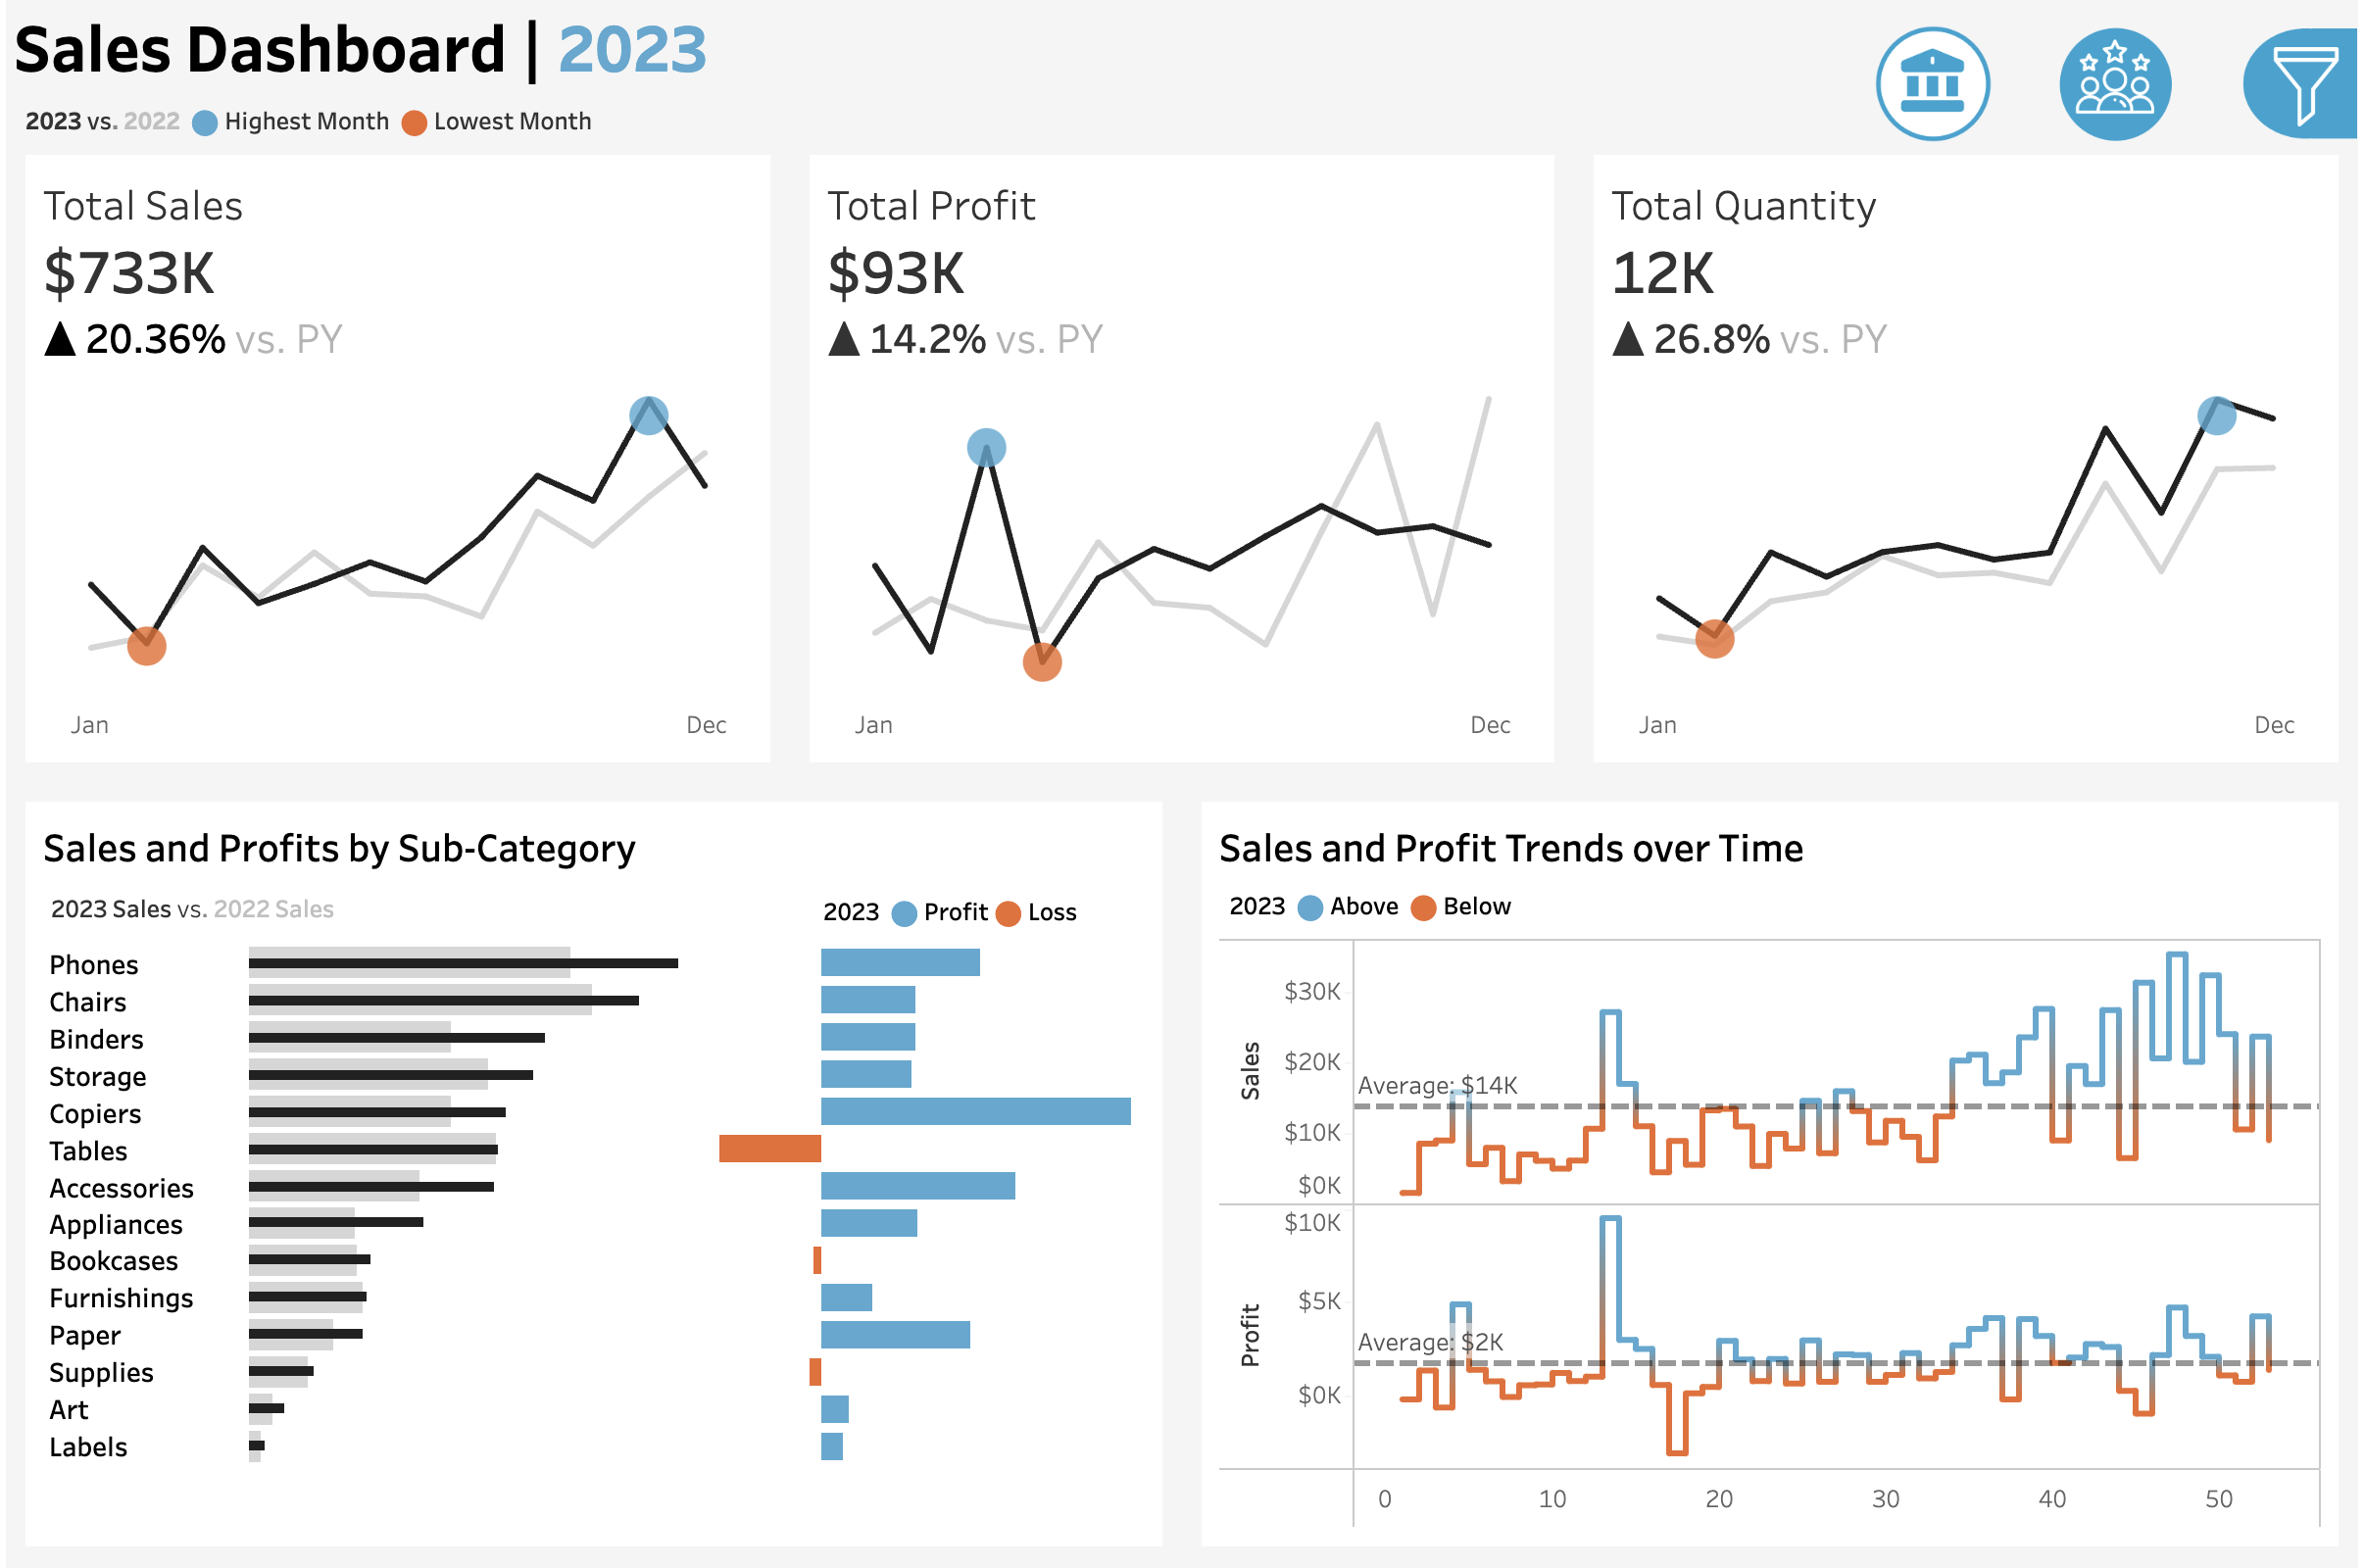 Sales Dashboard | 2023
2023 vs. 2022 Highest Month Lowest Month
Total Sales
$733K
▲ 20.36% vs. PY
Jan Dec
Total Profit
$93K
▲ 14.2% vs. PY
Jan Dec
Total Quantity
12K
▲ 26.8% vs. PY
Jan Dec
Sales and Profits by Sub-Category
2023 Sales vs. 2022 Sales
2023 Profit Loss
Phones
Chairs
Binders
Storage
Copiers
Tables
Accessories
Appliances
Bookcases
Furnishings
Paper
Supplies
Art
Labels
Sales and Profit Trends over Time
2023 Above Below
Sales
$30K
$20K
Average: $14K
$10K
$0K
Profit
$10K
$5K
Average: $2K
$0K
0 10 20 30 40 50